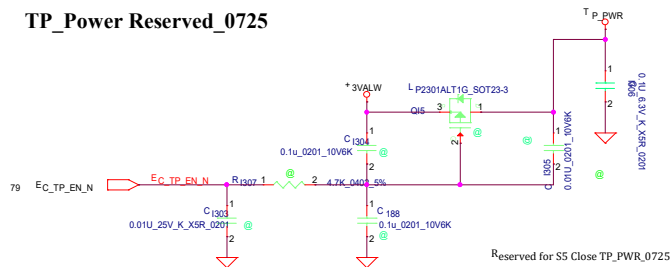 TP_Power Reserved_0725
TP_PWR
+3VALW
LP2301ALT1G_SOT23-3
QI5
3
1
2
1
2
0.1U_6.3V_K_X5R_0201
@
1
2
CI304
0.1u_0201_10V6K
@
@
1
2
CI305
0.01U_0201_10V6K
@
@
79
EC_TP_EN_N
EC_TP_EN_N
RI307
1
2
4.7K_0402_5%
@
1
2
CI303
0.01U_25V_K_X5R_0201
@
1
2
C188
0.1u_0201_10V6K
@
Reserved for S5 Close TP_PWR_0725